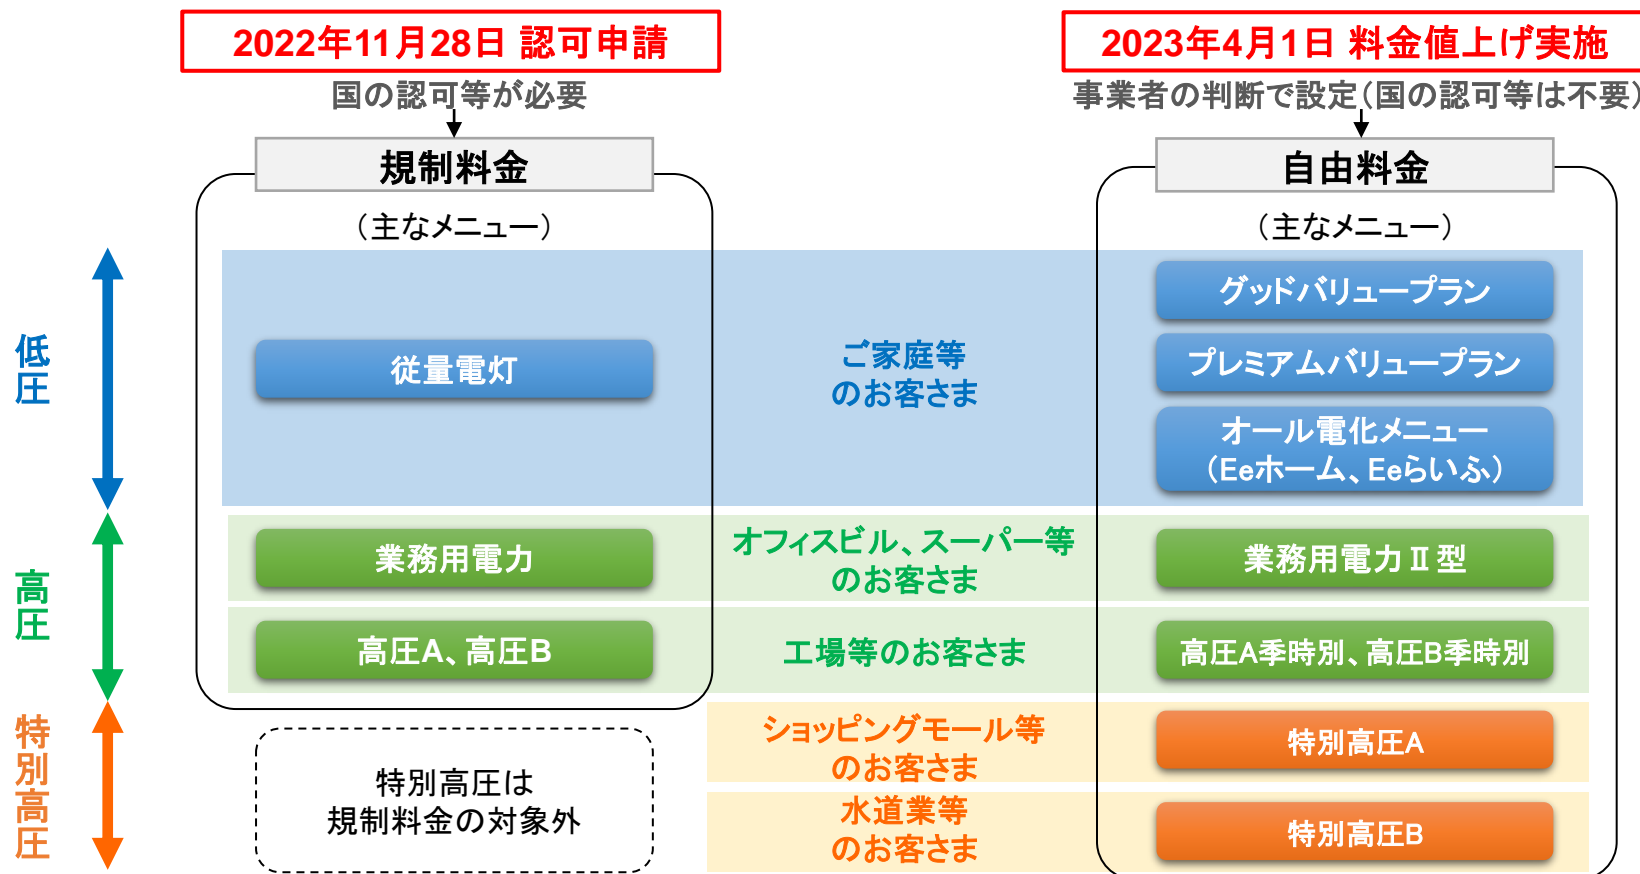 2022年11月28日 認可申請
国の認可等が必要
規制料金
（主なメニュー）
2023年4月1日 料金値上げ実施
事業者の判断で設定（国の認可等は不要）
自由料金
（主なメニュー）
低圧
従量電灯
ご家庭等
のお客さま
グッドバリュープラン
プレミアムバリュープラン
オール電化メニュー
（Eeホーム、Eeらいふ）
高圧
業務用電力
オフィスビル、スーパー等
のお客さま
業務用電力Ⅱ型
高圧A、高圧B
工場等のお客さま
高圧A季時別、高圧B季時別
特別高圧
特別高圧は
規制料金の対象外
ショッピングモール等
のお客さま
特別高圧A
水道業等
のお客さま
特別高圧B